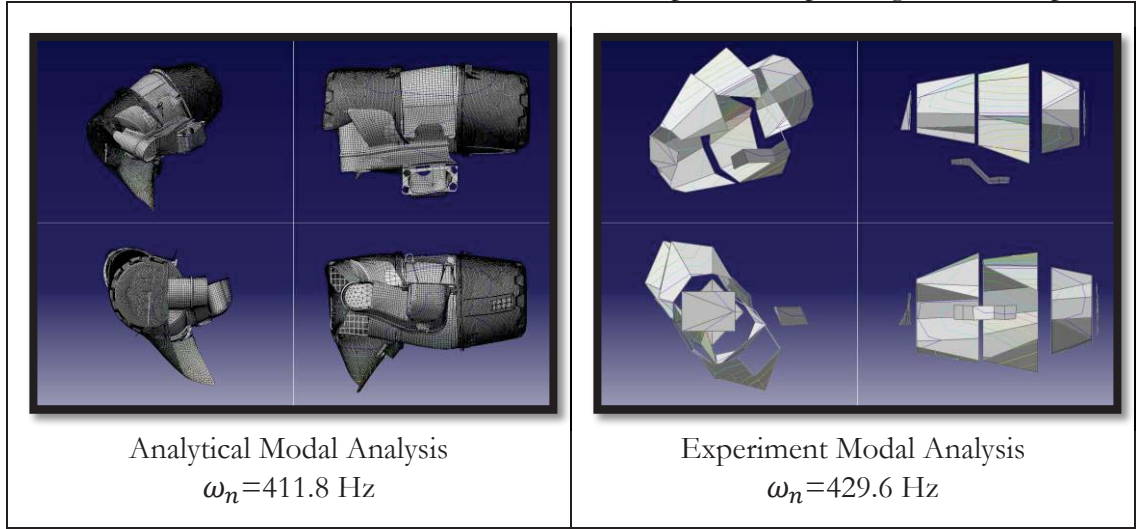 Analytical Modal Analysis
𝜔𝑛=411.8 Hz
Experiment Modal Analysis
𝜔𝑛=429.6 Hz